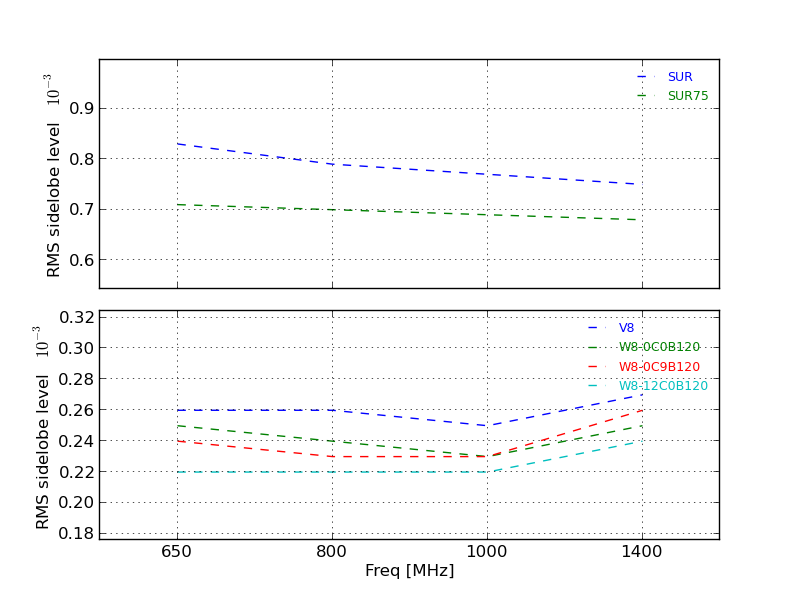 RMS sidelobe level 10⁻³
0.9
0.8
0.7
0.6
SUR
SUR75
RMS sidelobe level 10⁻³
0.32
0.30
0.28
0.26
0.24
0.22
0.20
0.18
V8
W8-0C0B120
W8-0C9B120
W8-12C0B120
650 800 1000 1400
Freq [MHz]